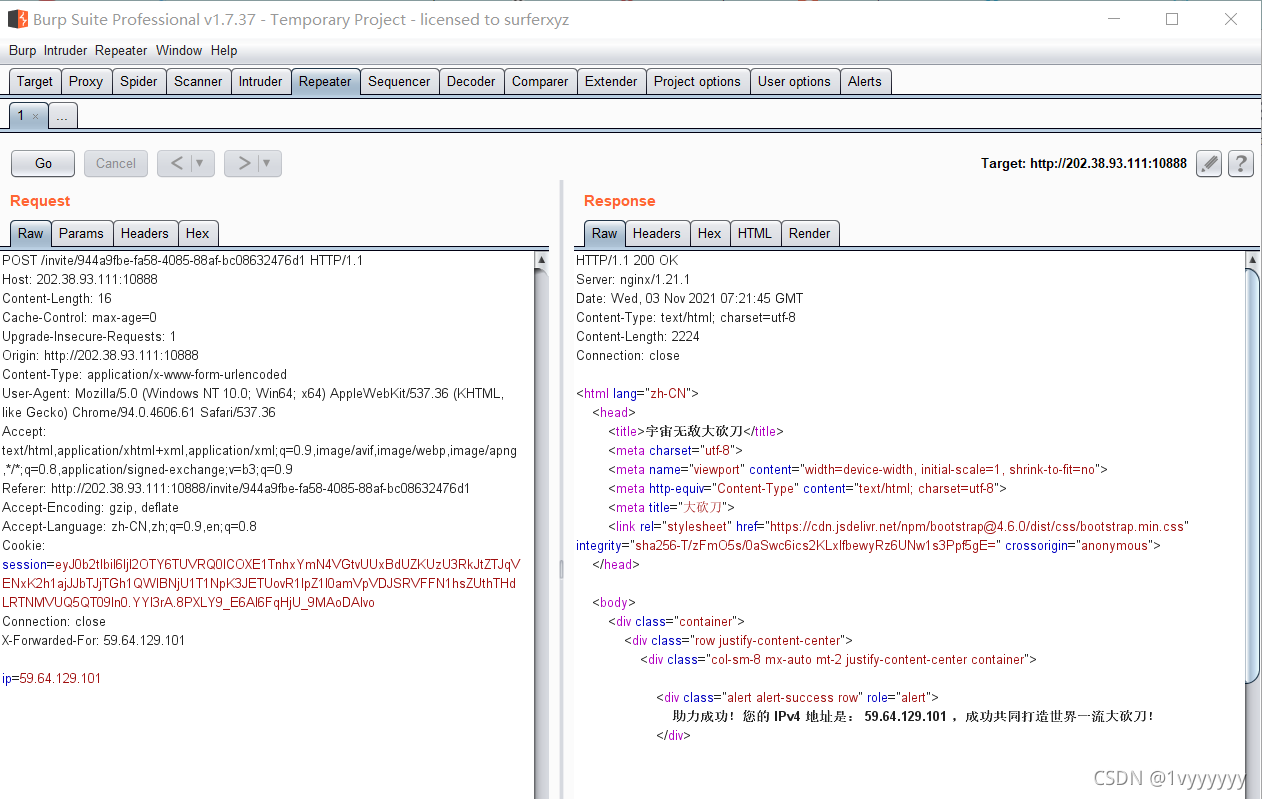 Burp Suite Professional v1.7.37 - Temporary Project - licensed to surferxyz
Burp Intruder Repeater Window Help
Target Proxy Spider Scanner Intruder Repeater Sequencer Decoder Comparer Extender Project options User options Alerts
1 × ...
Go Cancel < > Target: http://202.38.93.111:10888 ?
Request
Raw Params Headers Hex
POST /invite/944a9fbe-fa58-4085-88af-bc08632476d1 HTTP/1.1
Host: 202.38.93.111:10888
Content-Length: 16
Cache-Control: max-age=0
Upgrade-Insecure-Requests: 1
Origin: http://202.38.93.111:10888
Content-Type: application/x-www-form-urlencoded
User-Agent: Mozilla/5.0 (Windows NT 10.0; Win64; x64) AppleWebKit/537.36 (KHTML,
like Gecko) Chrome/94.0.4606.61 Safari/537.36
Accept:
text/html,application/xhtml+xml,application/xml;q=0.9,image/avif,image/webp,image/apng
,*/*;q=0.8,application/signed-exchange;v=b3;q=0.9
Referer: http://202.38.93.111:10888/invite/944a9fbe-fa58-4085-88af-bc08632476d1
Accept-Encoding: gzip, deflate
Accept-Language: zh-CN,zh;q=0.9,en;q=0.8
Cookie:
session=
Connection: close
X-Forwarded-For: 59.64.129.101
ip=59.64.129.101
Response
Raw Headers Hex HTML Render
HTTP/1.1 200 OK
Server: nginx/1.21.1
Date: Wed, 03 Nov 2021 07:21:45 GMT
Content-Type: text/html; charset=utf-8
Content-Length: 2224
Connection: close
<html lang="zh-CN">
<head>
<title>宇宙无敌大砍刀</title>
<meta charset="utf-8">
<meta name="viewport" content="width=device-width, initial-scale=1, shrink-to-fit=no">
<meta http-equiv="Content-Type" content="text/html; charset=utf-8">
<meta title="大砍刀">
<link rel="stylesheet" href="https://cdn.jsdelivr.net/npm/bootstrap@4.6.0/dist/css/bootstrap.min.css"
integrity= crossorigin="anonymous">
</head>
<body>
<div class="container">
<div class="row justify-content-center">
<div class="col-sm-8 mx-auto mt-2 justify-content-center container">
<div class="alert alert-success row" role="alert">
助力成功！您的 IPv4 地址是： 59.64.129.101 ，成功共同打造世界一流大砍刀！
</div>
CSDN @1vyyyyyy